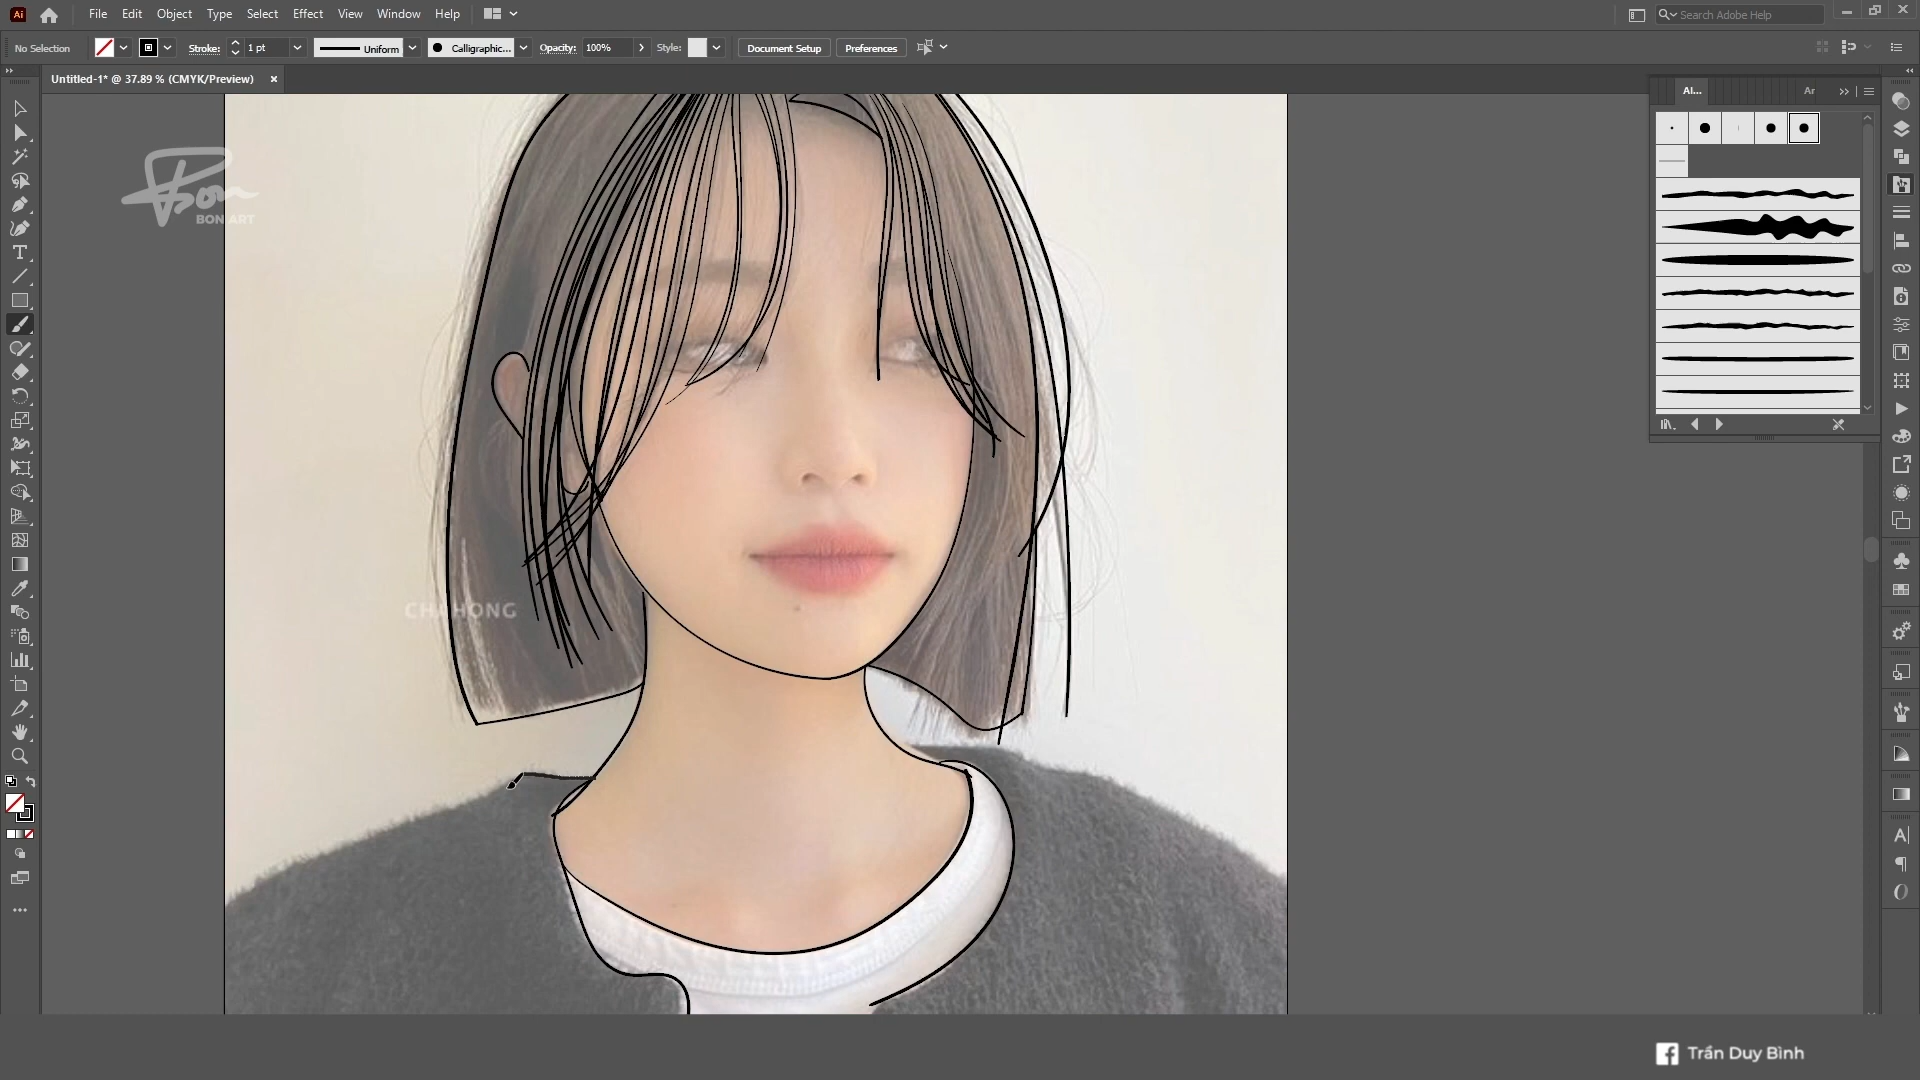 Ai
File Edit Object Type Select Effect View Window Help
Search Adobe Help
No Selection
Stroke: 1 pt
Uniform
Calligraphic...
Opacity: 100%
Style:
Document Setup
Preferences
Untitled-1* @ 37.89 % (CMYK/Preview)
Al...
Ar
Bon
BON ART
CHAHONG
Trần Duy Bình